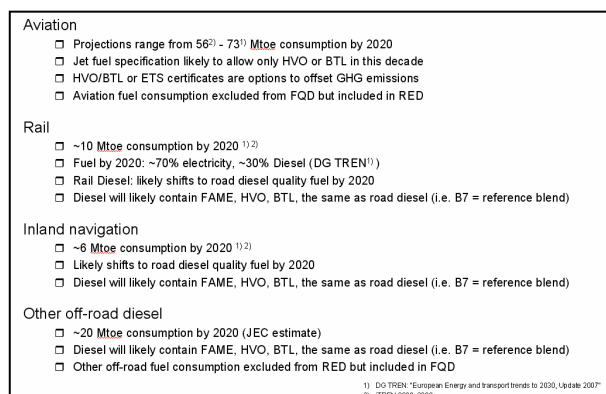 Aviation
❒ Projections range from 56²⁾ - 73¹⁾ Mtoe consumption by 2020
❒ Jet fuel specification likely to allow only HVO or BTL in this decade
❒ HVO/BTL or ETS certificates are options to offset GHG emissions
❒ Aviation fuel consumption excluded from FQD but included in RED
Rail
❒ ~10 Mtoe consumption by 2020 ¹⁾ ²⁾
❒ Fuel by 2020: ~70% electricity, ~30% Diesel (DG TREN¹⁾ )
❒ Rail Diesel: likely shifts to road diesel quality fuel by 2020
❒ Diesel will likely contain FAME, HVO, BTL, the same as road diesel (i.e. B7 = reference blend)
Inland navigation
❒ ~6 Mtoe consumption by 2020 ¹⁾ ²⁾
❒ Likely shifts to road diesel quality fuel by 2020
❒ Diesel will likely contain FAME, HVO, BTL, the same as road diesel (i.e. B7 = reference blend)
Other off-road diesel
❒ ~20 Mtoe consumption by 2020 (JEC estimate)
❒ Diesel will likely contain FAME, HVO, BTL, the same as road diesel (i.e. B7 = reference blend)
❒ Other off-road fuel consumption excluded from RED but included in FQD
1) DG TREN: "European Energy and transport trends to 2030, Update 2007"